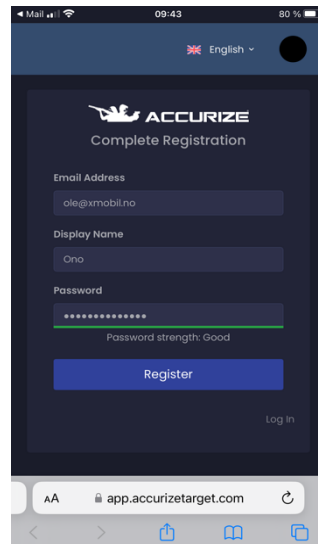 Mail 09:43 80 %
English
ACCURIZE
Complete Registration
Email Address
ole@xmobil.no
Display Name
Ono
Password
••••••••••••••
Password strength: Good
Register
Log In
AA app.accurizetarget.com